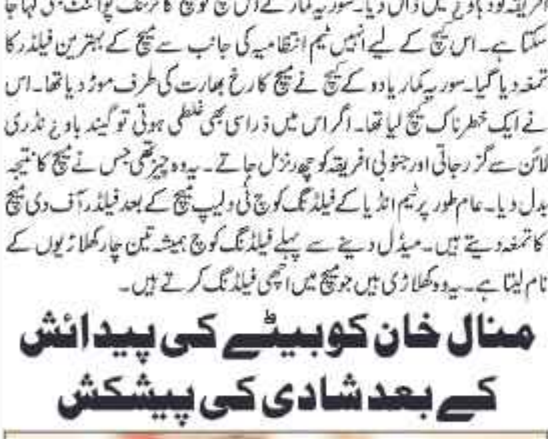 افریقہ کو دباؤ میں ڈال دیا۔ سوریہ کمار کے اس کیچ کو میچ کا ٹرننگ پوائنٹ بھی کہا جا
سکتا ہے۔ اس کیچ کے لیے انہیں ٹیم انتظامیہ کی جانب سے میچ کے بہترین فیلڈر کا
تمغہ دیا گیا۔ سوریہ کمار یادو کے کیچ نے میچ کا رخ بھارت کی طرف موڑ دیا تھا۔ اس
نے ایک خطرناک کیچ لیا تھا۔ اگر اس میں ذرا سی بھی غلطی ہوتی تو گیند باؤنڈری
لائن سے گزر جاتی اور جنوبی افریقہ کو چھ رنز مل جاتے۔ یہ وہ چیز تھی جس نے میچ کا نتیجہ
بدل دیا۔ عام طور پر ٹیم انڈیا کے فیلڈنگ کوچ ٹی دلیپ میچ کے بعد فیلڈر آف دی میچ
کا تمغہ دیتے ہیں۔ میڈل دینے سے پہلے فیلڈنگ کوچ ہمیشہ تین چار کھلاڑیوں کے
نام لیتا ہے۔ یہ وہ کھلاڑی ہیں جو میچ میں اچھی فیلڈنگ کرتے ہیں۔
منال خان کو بیٹے کی پیدائش
کے بعد شادی کی پیشکش